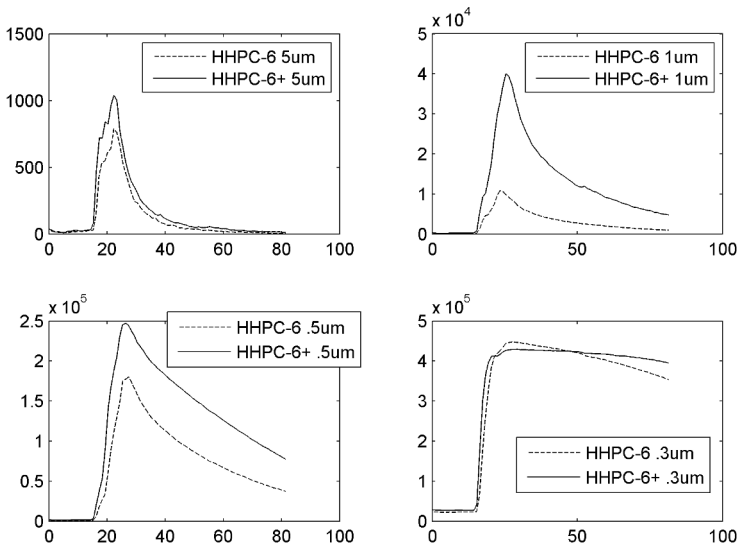 1500
1000
500
0
0 20 40 60 80 100
HHPC-6 5um
HHPC-6+ 5um
x 10^4
5
4
3
2
1
0
0 50 100
HHPC-6 1um
HHPC-6+ 1um
x 10^5
2.5
2
1.5
1
0.5
0
0 20 40 60 80 100
HHPC-6 .5um
HHPC-6+ .5um
x 10^5
5
4
3
2
1
0
0 50 100
HHPC-6 .3um
HHPC-6+ .3um